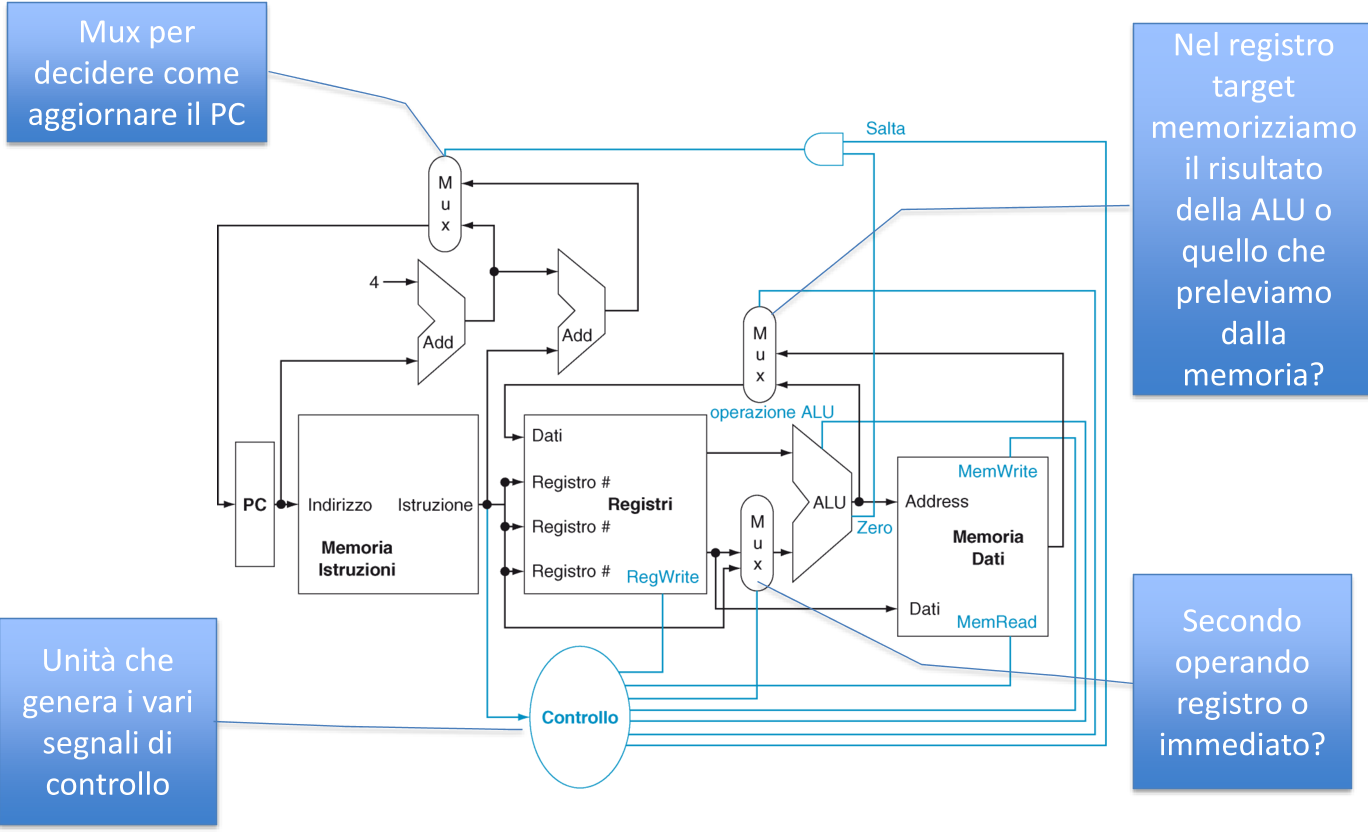 Mux per
decidere come
aggiornare il PC
Nel registro
target
memorizziamo
il risultato
della ALU o
quello che
preleviamo
dalla
memoria?
Salta
M
u
x
4
Add
Add
M
u
x
operazione ALU
PC
Indirizzo
Istruzione
Memoria
Istruzioni
Dati
Registro #
Registri
Registro #
Registro #
RegWrite
M
u
x
ALU
Zero
MemWrite
Address
Memoria
Dati
Dati
MemRead
Controllo
Unità che
genera i vari
segnali di
controllo
Secondo
operando
registro o
immediato?